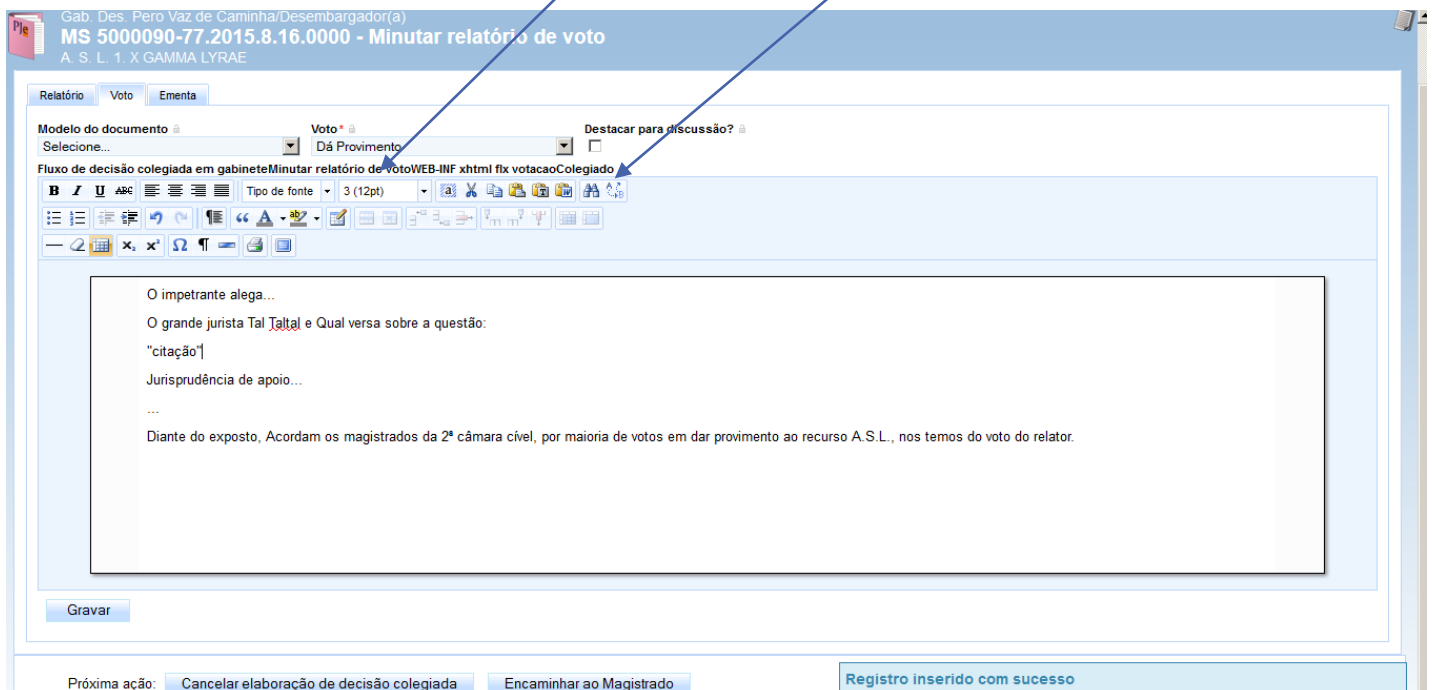 PJe
Gab. Des. Pero Vaz de Caminha/Desembargador(a)
MS 5000090-77.2015.8.16.0000 - Minutar relatório de voto
A. S. L. 1. X GAMMA LYRAE
Relatório Voto Ementa
Modelo do documento Voto* Destacar para discussão?
Selecione... Dá Provimento
Fluxo de decisão colegiada em gabineteMinutar relatório de votoWEB-INF xhtml flx votacaoColegiado
B I U ABC Tipo de fonte 3 (12pt)
O impetrante alega...
O grande jurista Tal Taltal e Qual versa sobre a questão:
"citação"
Jurisprudência de apoio...
...
Diante do exposto, Acordam os magistrados da 2ª câmara cível, por maioria de votos em dar provimento ao recurso A.S.L., nos temos do voto do relator.
Gravar
Próxima ação: Cancelar elaboração de decisão colegiada Encaminhar ao Magistrado
Registro inserido com sucesso